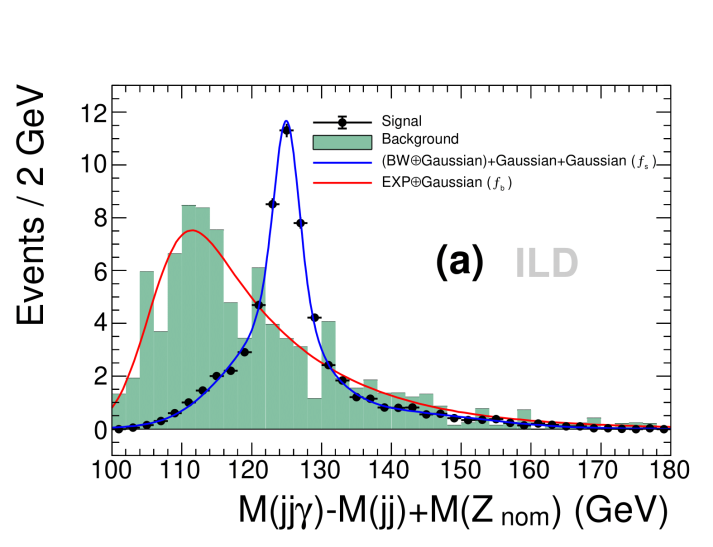 Events / 2 GeV
12
10
8
6
4
2
0
Signal
Background
(BW⊕Gaussian)+Gaussian+Gaussian (fs)
EXP⊕Gaussian (fb)
(a) ILD
100 110 120 130 140 150 160 170 180
M(jjγ)-M(jj)+M(Z nom) (GeV)